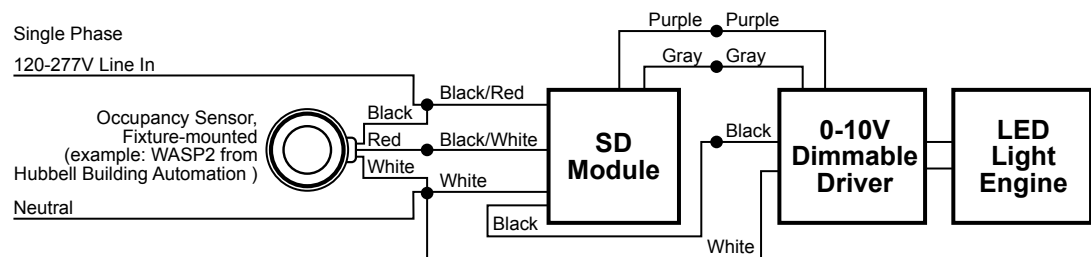 Purple
Purple
Single Phase
120-277V Line In
Gray
Gray
Black/Red
Occupancy Sensor,
Fixture-mounted
(example: WASP2 from
Hubbell Building Automation )
Black
Red
Black/White
White
White
Neutral
Black
SD
Module
Black
White
0-10V
Dimmable
Driver
LED
Light
Engine